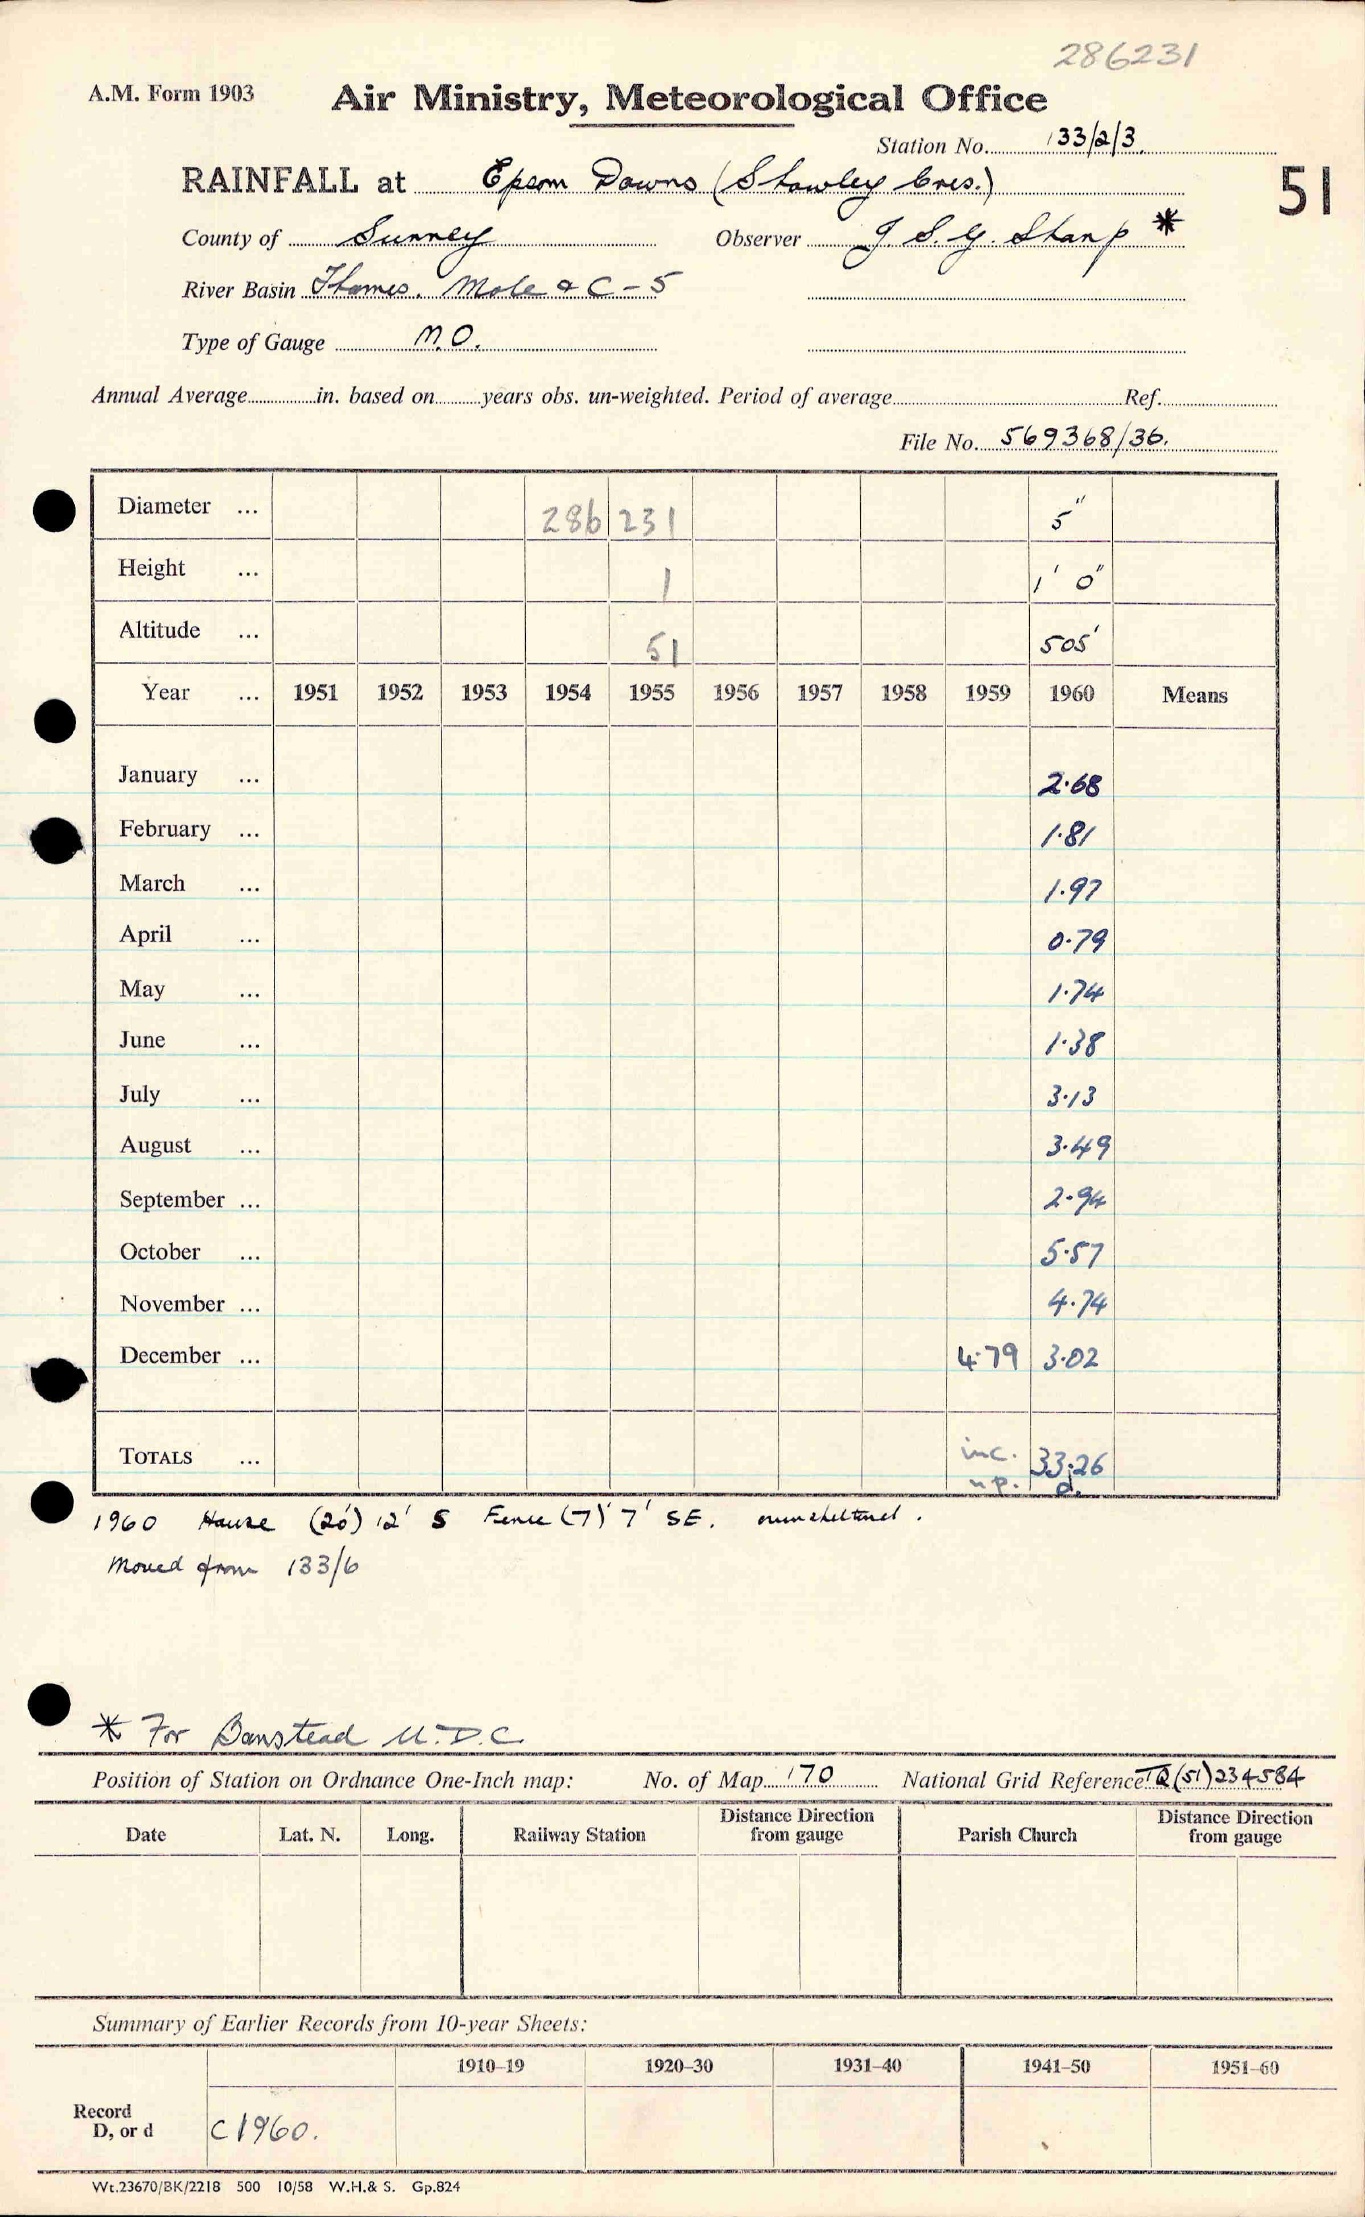 286231
A.M. Form 1903 Air Ministry, Meteorological Office
Station No. 133/2/3.
RAINFALL at Epsom Downs (Shawley Cres.) 51
County of Surrey Observer J. S. G. Sharp *
River Basin Thames. Mole & C-5
Type of Gauge M.O.
Annual Average in. based on years obs. un-weighted. Period of average Ref.
File No. 569368/36.
Diameter ... 286 231 5"
Height ... 1 1' 0"
Altitude ... 51 505'
Year ... 1951 1952 1953 1954 1955 1956 1957 1958 1959 1960 Means
January ... 2.68
February ... 1.81
March ... 1.97
April ... 0.79
May ... 1.74
June ... 1.38
July ... 3.13
August ... 3.49
September ... 2.94
October ... 5.57
November ... 4.74
December ... 4.79 3.02
TOTALS ... inc. 33.26
n.p. d.
1960 House (20') 12' S Fence (7)' 7' SE.
Moved from 133/6
* For Banstead U.D.C
Position of Station on Ordnance One-Inch map: No. of Map 170 National Grid Reference TQ(51)234584
Date Lat. N. Long. Railway Station Distance Direction from gauge Parish Church Distance Direction from gauge
Summary of Earlier Records from 10-year Sheets:
1910-19 1920-30 1931-40 1941-50 1951-60
Record
D, or d C1960.
Wt.23670/BK/2218 500 10/58 W.H.& S. Gp.824